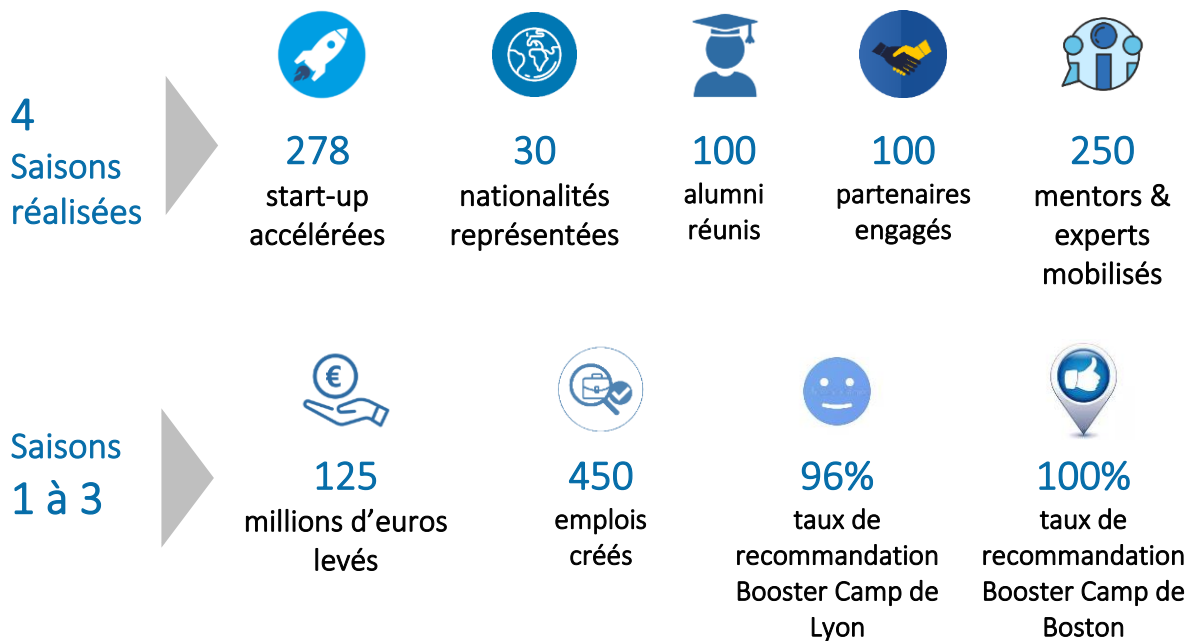 4
Saisons
réalisées
278
start-up
accélérées
30
nationalités
représentées
100
alumni
réunis
100
partenaires
engagés
250
mentors &
experts
mobilisés
Saisons
1 à 3
€
125
millions d’euros
levés
450
emplois
créés
96%
taux de
recommandation
Booster Camp de
Lyon
100%
taux de
recommandation
Booster Camp de
Boston